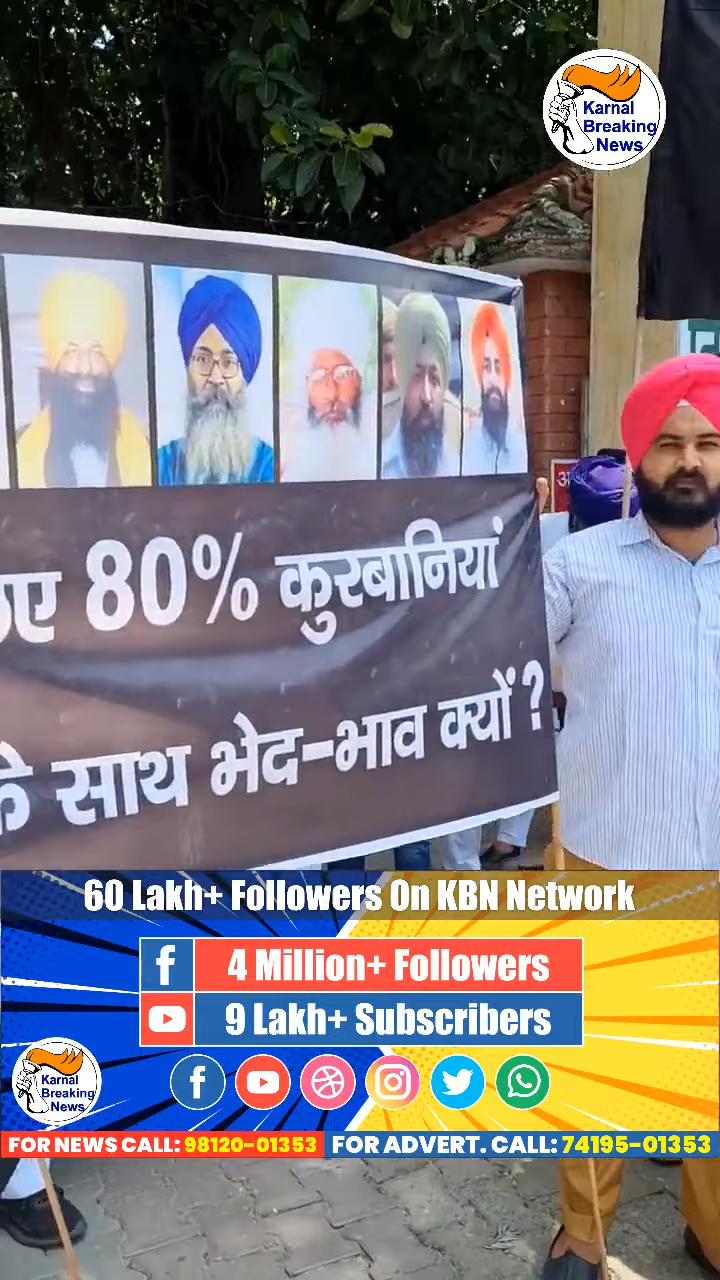 Karnal
Breaking
News
80% कुरबानियां
साथ भेद-भाव क्यों ?
60 Lakh+ Followers On KBN Network
4 Million+ Followers
9 Lakh+ Subscribers
Karnal
Breaking
News
FOR NEWS CALL: 98120-01353 FOR ADVERT. CALL: 74195-01353